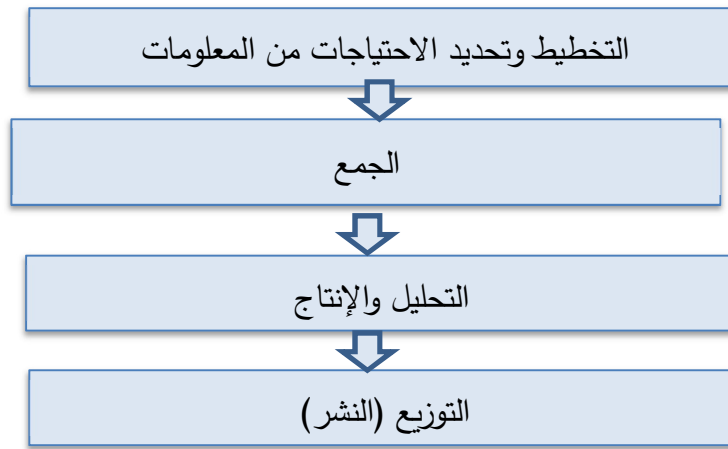 التخطيط وتحديد الاحتياجات من المعلومات
الجمع
التحليل والإنتاج
التوزيع (النشر)